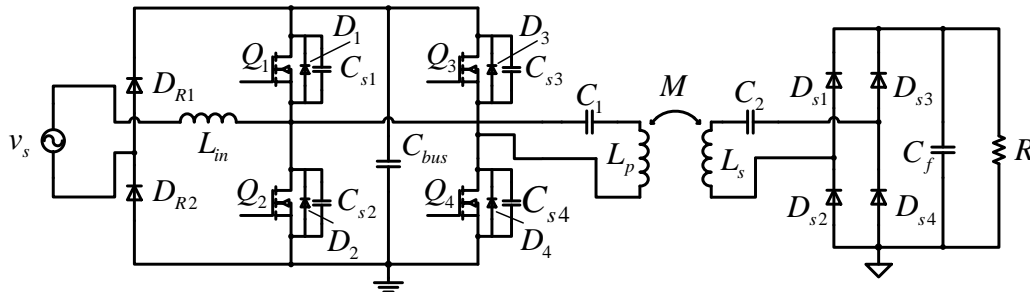 D1
D3
Q1
Cs1
Q3
Cs3
DR1
C1
M
C2
Ds1
Ds3
vs
Lin
Cbus
Lp
Ls
Cf
R
DR2
Q2
Cs2
Q4
Cs4
Ds2
Ds4
D2
D4